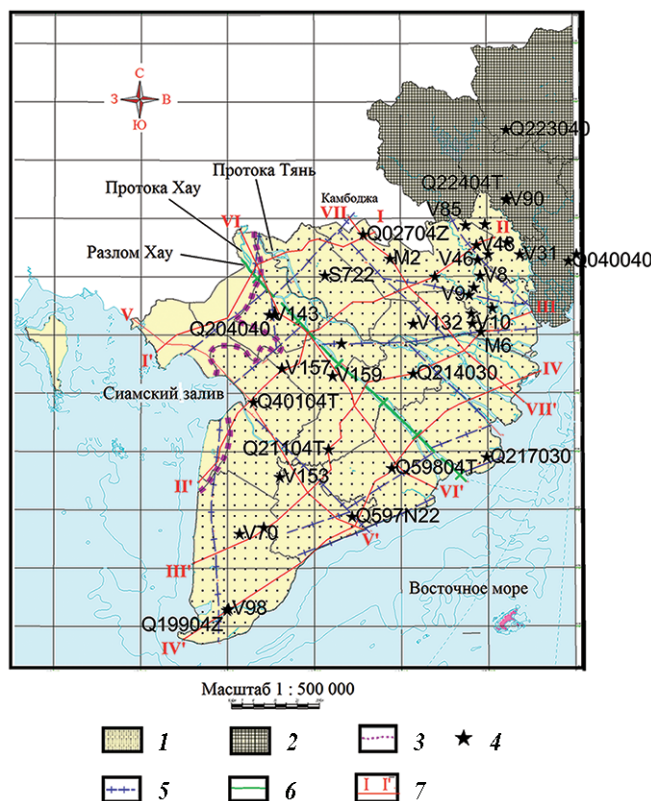 С
З В
Ю
Q223040
Протока Тянь
Q22404T
Протока Хау
Камбоджа
V90
VII I
V85
II
VI
Разлом Хау
Q02704Z
V48
M2
V46
V31
Q040040
S722
V8
V9
V143
III
V
Q204040
V132
V10
M6
I'
V157
V159
Q214030
IV
Сиамский залив
Q40104T
VII'
Q21104T
Q217030
Q59804T
II'
V153
VI'
Q597N22
V70
V'
III'
Восточное море
V98
Q19904Z
IV'
Масштаб 1 : 500 000
1 2 3 4
5 6 I I' 7